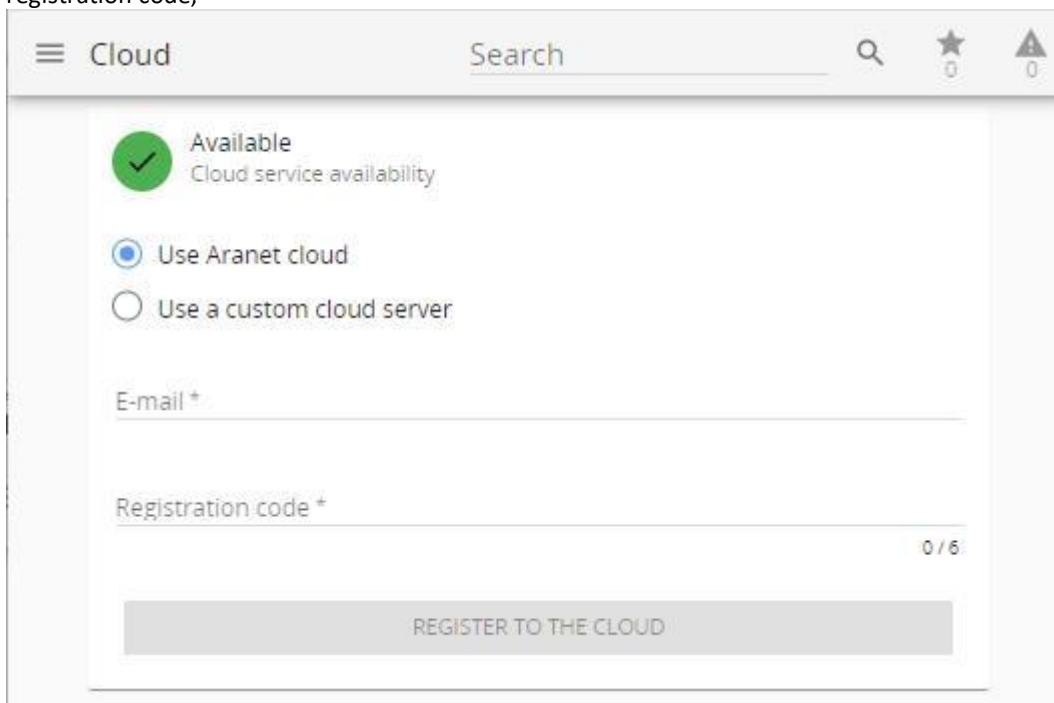 registration code,
Cloud Search
0 0
Available
Cloud service availability
Use Aranet cloud
Use a custom cloud server
E-mail *
Registration code *
0 / 6
REGISTER TO THE CLOUD